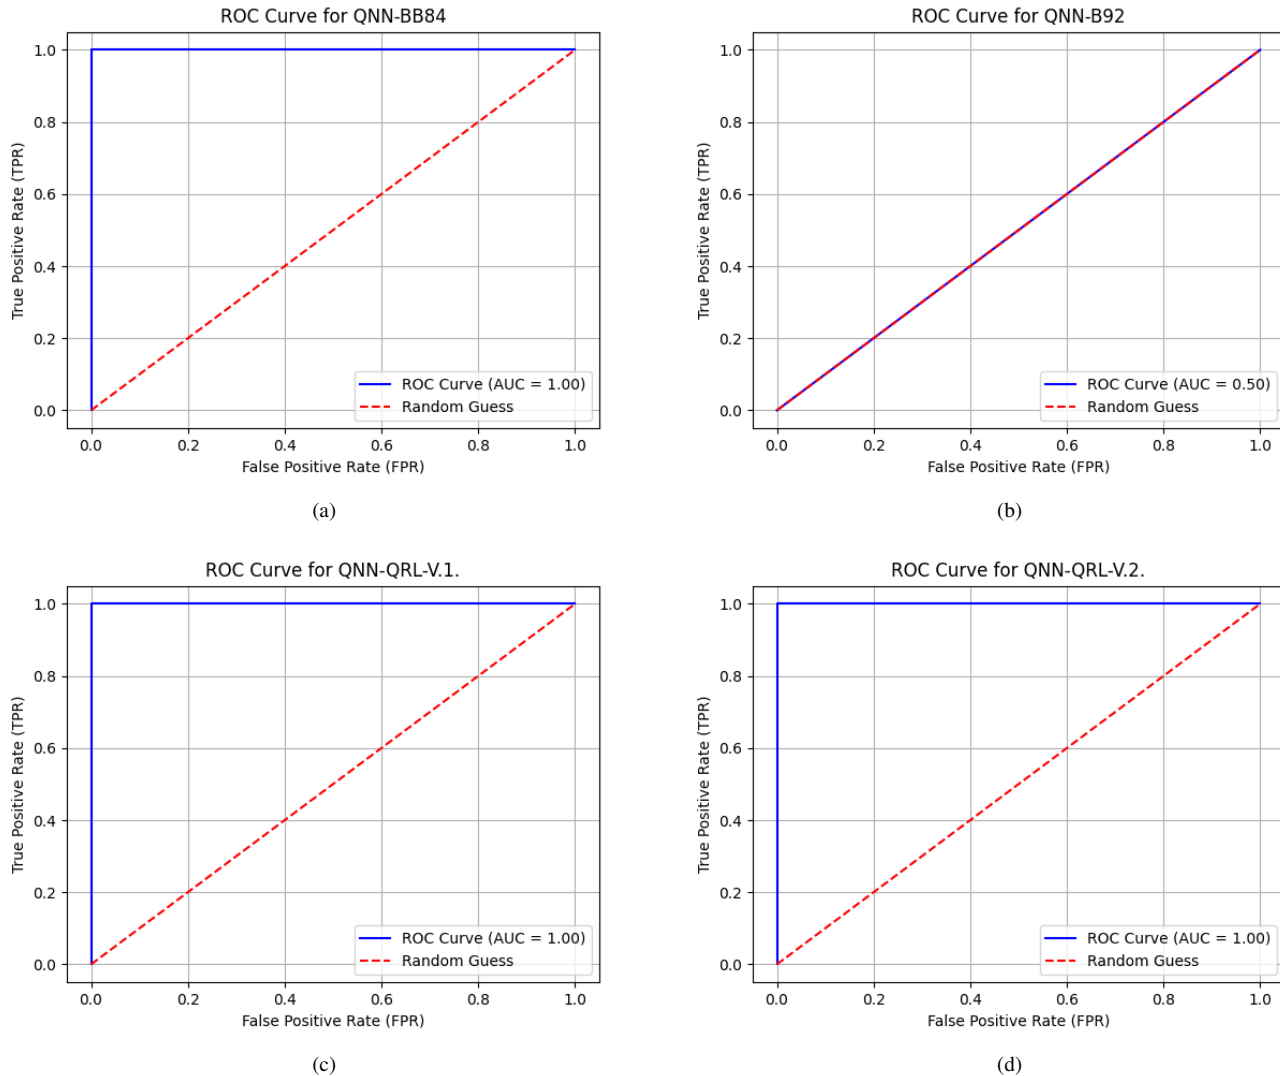 ROC Curve for QNN-BB84
1.0
0.8
0.6
0.4
0.2
0.0
True Positive Rate (TPR)
ROC Curve (AUC = 1.00)
Random Guess
0.0 0.2 0.4 0.6 0.8 1.0
False Positive Rate (FPR)
(a)
ROC Curve for QNN-B92
1.0
0.8
0.6
0.4
0.2
0.0
True Positive Rate (TPR)
ROC Curve (AUC = 0.50)
Random Guess
0.0 0.2 0.4 0.6 0.8 1.0
False Positive Rate (FPR)
(b)
ROC Curve for QNN-QRL-V.1.
1.0
0.8
0.6
0.4
0.2
0.0
True Positive Rate (TPR)
ROC Curve (AUC = 1.00)
Random Guess
0.0 0.2 0.4 0.6 0.8 1.0
False Positive Rate (FPR)
(c)
ROC Curve for QNN-QRL-V.2.
1.0
0.8
0.6
0.4
0.2
0.0
True Positive Rate (TPR)
ROC Curve (AUC = 1.00)
Random Guess
0.0 0.2 0.4 0.6 0.8 1.0
False Positive Rate (FPR)
(d)